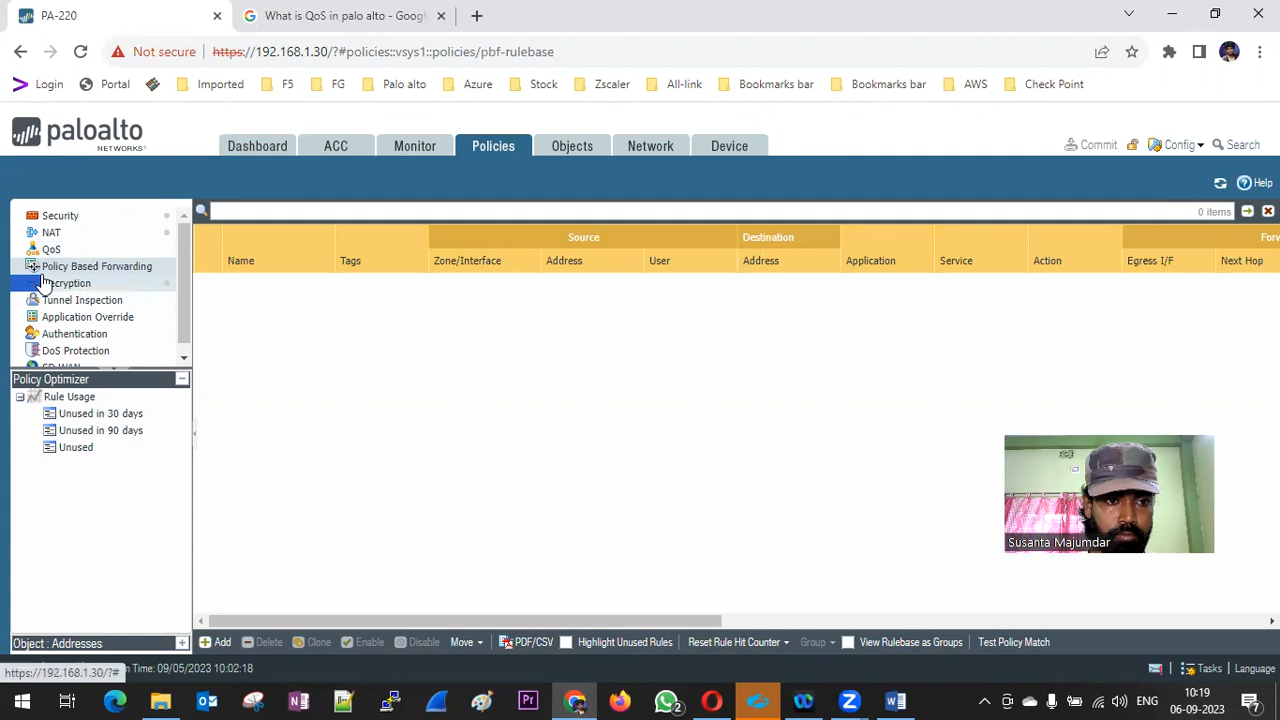 PA-220
What is QoS in palo alto - Goog
Not secure
https://192.168.1.30/?#policies::vsys1::policies/pbf-rulebase
Login
Portal
Imported
F5
FG
Palo alto
Azure
Stock
Zscaler
All-link
Bookmarks bar
Bookmarks bar
AWS
Check Point
paloalto
NETWORKS
Dashboard
ACC
Monitor
Policies
Objects
Network
Device
Commit
Config
Search
Help
Security
NAT
QoS
Policy Based Forwarding
Tunnel Inspection
Application Override
Authentication
DoS Protection
SD-WAN
0 items
Source
Destination
Name
Tags
Zone/Interface
Address
User
Address
Application
Service
Action
Egress I/F
Next Hop
Policy Optimizer
Rule Usage
Unused in 30 days
Unused in 90 days
Unused
Susanta Majumdar
Object : Addresses
Add
Delete
Clone
Enable
Disable
Move
PDF/CSV
Highlight Unused Rules
Reset Rule Hit Counter
Group
View Rulebase as Groups
Test Policy Match
https://192.168.1.30/?#
Time: 09/05/2023 10:02:18
Tasks
Language
Pr
2
ENG
10:19
06-09-2023
7